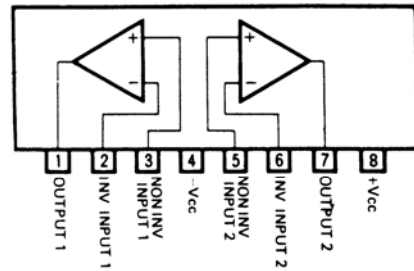 + +
− −
1 2 3 4 5 6 7 8
OUTPUT 1
INV INPUT 1
NON INV
INPUT 1
−Vcc
NON INV
INPUT 2
INV INPUT 2
OUTPUT 2
+Vcc